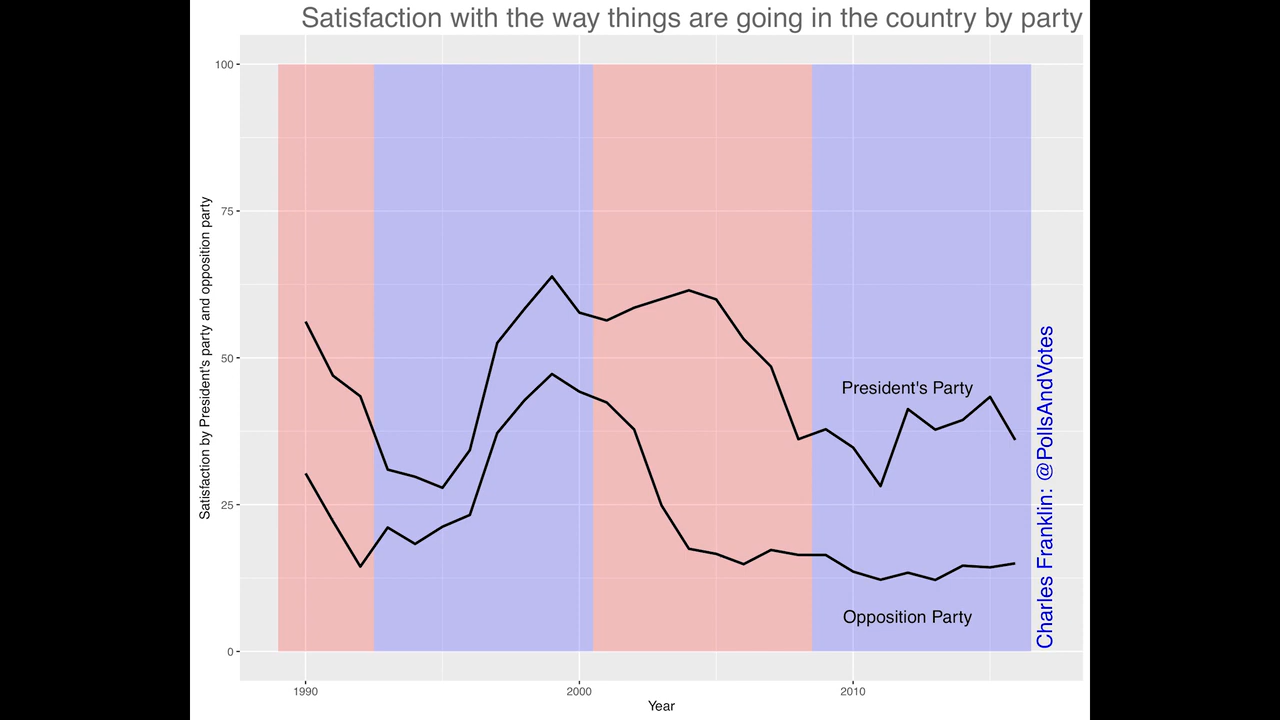 Satisfaction with the way things are going in the country by party
Satisfaction by President's party and opposition party
100
75
50
25
0
President's Party
Opposition Party
1990
2000
2010
Year
Charles Franklin: @PollsAndVotes